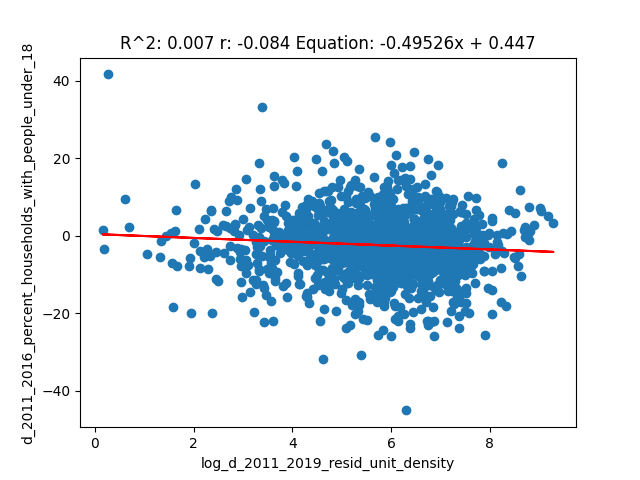 R^2: 0.007 r: -0.084 Equation: -0.49526x + 0.447
d_2011_2016_percent_households_with_people_under_18
40
20
0
−20
−40
0 2 4 6 8
log_d_2011_2019_resid_unit_density